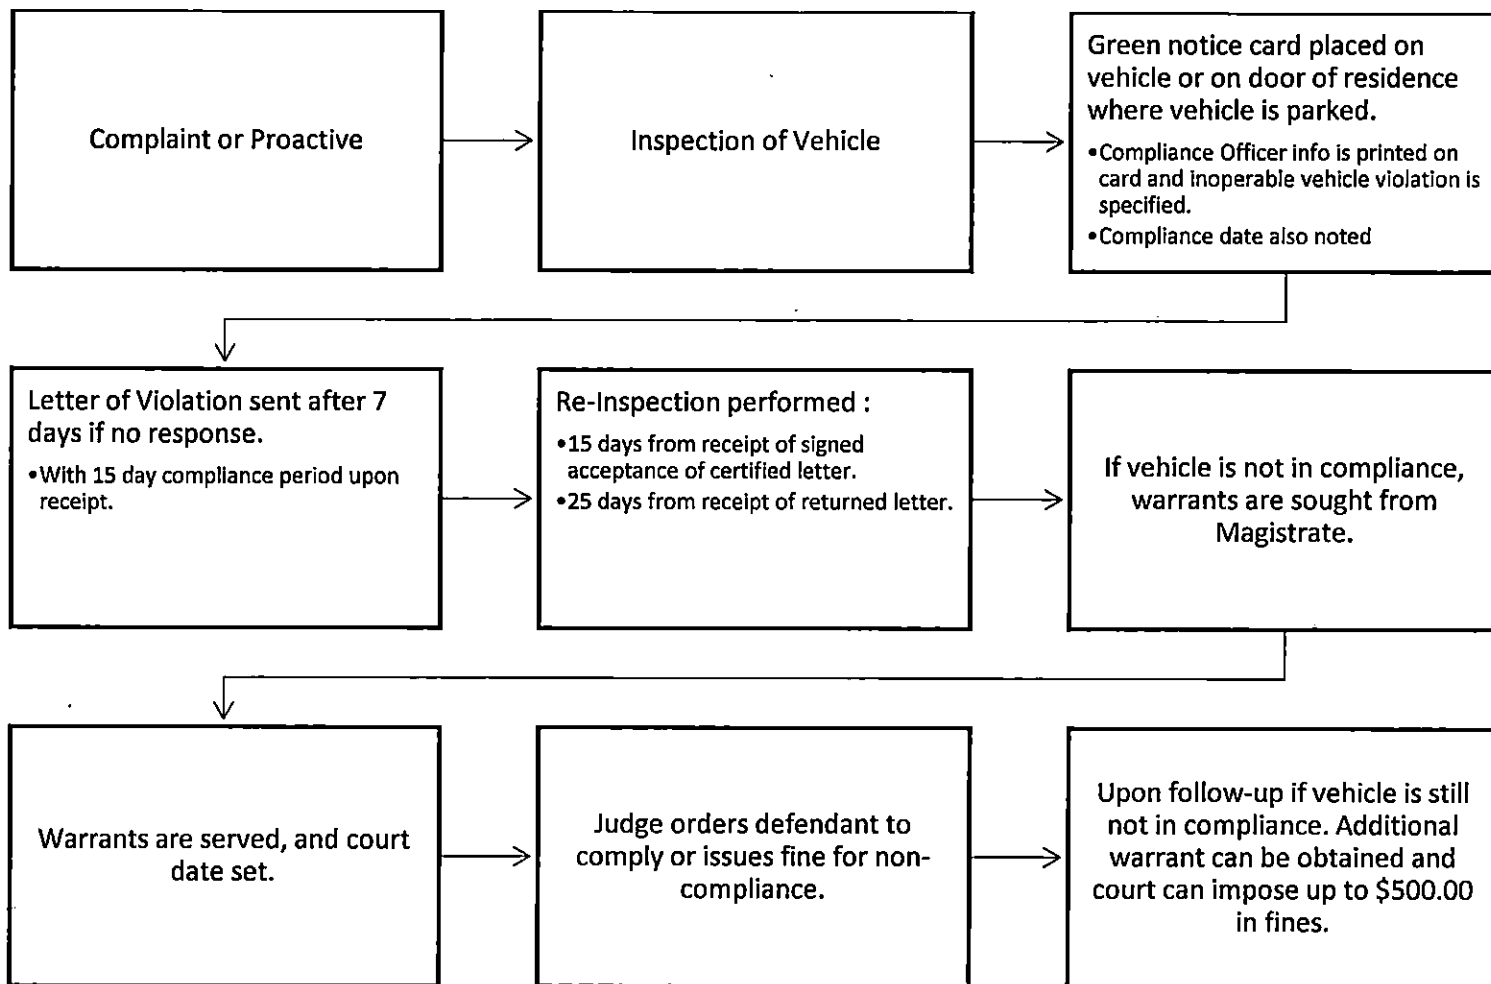 Complaint or Proactive
Inspection of Vehicle
Green notice card placed on
vehicle or on door of residence
where vehicle is parked.
•Compliance Officer info is printed on
card and inoperable vehicle violation is
specified.
•Compliance date also noted
Letter of Violation sent after 7
days if no response.
•With 15 day compliance period upon
receipt.
Re-Inspection performed :
•15 days from receipt of signed
acceptance of certified letter.
•25 days from receipt of returned letter.
If vehicle is not in compliance,
warrants are sought from
Magistrate.
Warrants are served, and court
date set.
Judge orders defendant to
comply or issues fine for non-
compliance.
Upon follow-up if vehicle is still
not in compliance. Additional
warrant can be obtained and
court can impose up to $500.00
in fines.